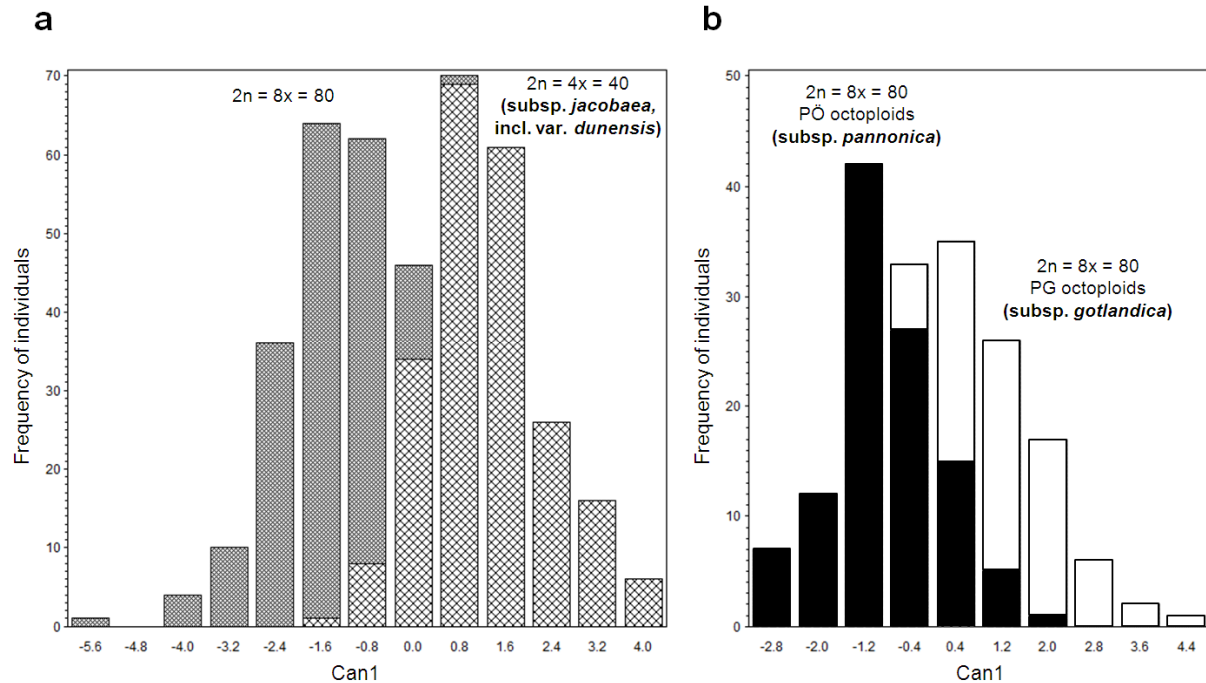 a
2n = 8x = 80
2n = 4x = 40
(subsp. jacobaea,
incl. var. dunensis)
Frequency of individuals
70
60
50
40
30
20
10
0
-5.6 -4.8 -4.0 -3.2 -2.4 -1.6 -0.8 0.0 0.8 1.6 2.4 3.2 4.0
Can1
b
2n = 8x = 80
PÖ octoploids
(subsp. pannonica)
2n = 8x = 80
PG octoploids
(subsp. gotlandica)
Frequency of individuals
50
40
30
20
10
0
-2.8 -2.0 -1.2 -0.4 0.4 1.2 2.0 2.8 3.6 4.4
Can1